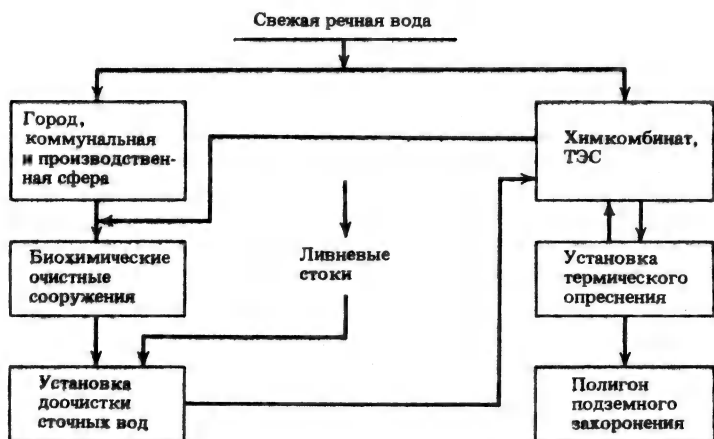 Свежая речная вода
Город,
коммунальная
и производствен-
ная сфера
Химкомбинат,
ТЭС
Биохимические
очистные
сооружения
Ливневые
стоки
Установка
термического
опреснения
Установка
доочистки
сточных вод
Полигон
подземного
захоронения